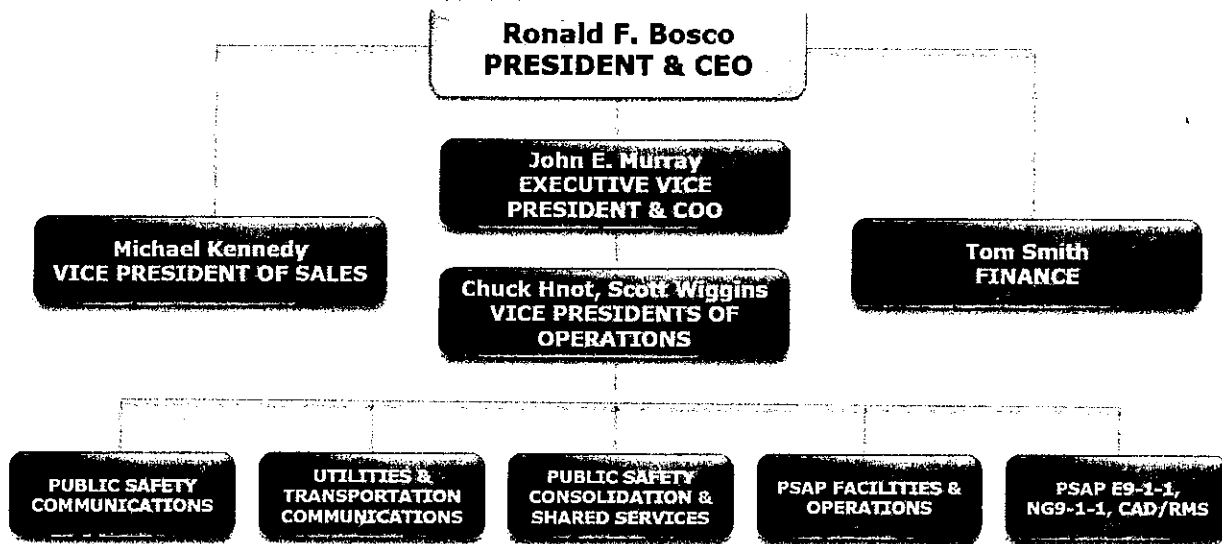 Ronald F. Bosco
PRESIDENT & CEO
John E. Murray
EXECUTIVE VICE
PRESIDENT & COO
Michael Kennedy
VICE PRESIDENT OF SALES
Tom Smith
FINANCE
Chuck Hnot, Scott Wiggins
VICE PRESIDENTS OF
OPERATIONS
PUBLIC SAFETY
COMMUNICATIONS
UTILITIES &
TRANSPORTATION
COMMUNICATIONS
PUBLIC SAFETY
CONSOLIDATION &
SHARED SERVICES
PSAP FACILITIES &
OPERATIONS
PSAP E9-1-1,
NG9-1-1, CAD/RMS